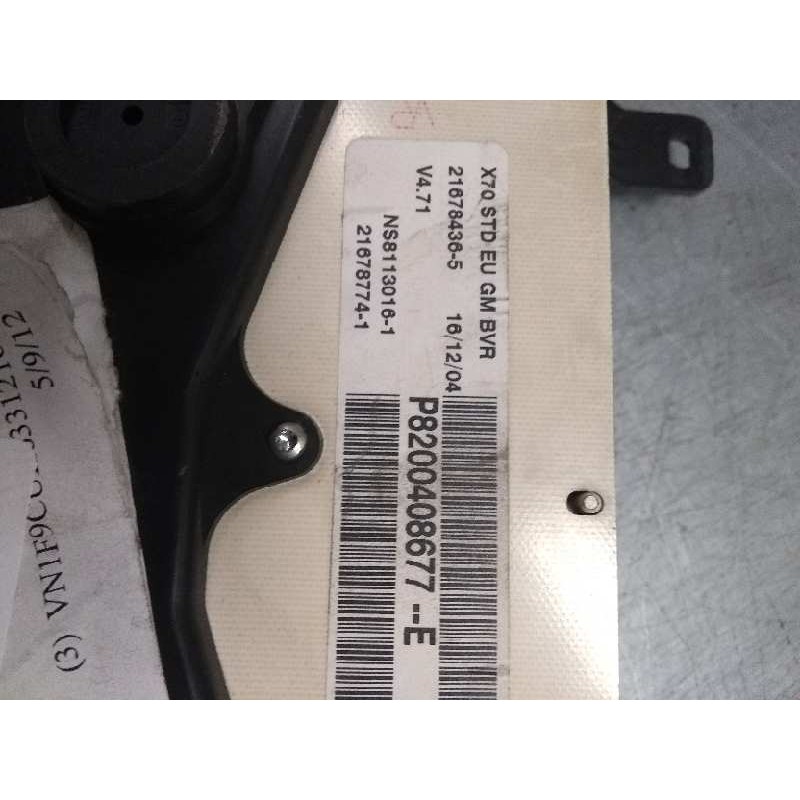 X70 STD EU GM BVR
21678436-5 16/12/04
V4.71
NS8113016-1
21678774-1
P8200408677 --E
5/9/12
(3)